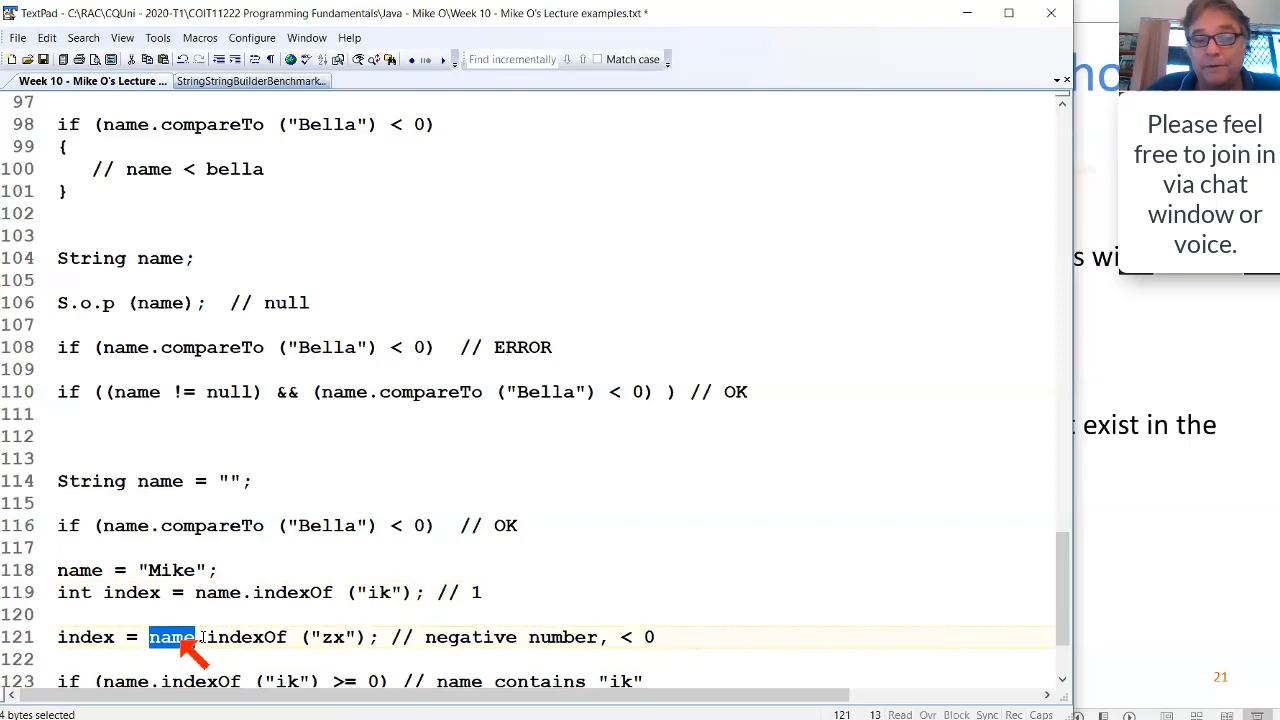 TextPad - C:\RAC\CQUni - 2020-T1\COIT11222 Programming Fundamentals\Java - Mike O\Week 10 - Mike O's Lecture examples.txt *
File Edit Search View Tools Macros Configure Window Help
Find incrementally Match case
Week 10 - Mike O's Lecture ... StringStringBuilderBenchmark...
97
98 if (name.compareTo ("Bella") < 0)
99 {
100 // name < bella
101 }
102
103
104 String name;
105
106 S.o.p (name); // null
107
108 if (name.compareTo ("Bella") < 0) // ERROR
109
110 if ((name != null) && (name.compareTo ("Bella") < 0) ) // OK
111
112
113
114 String name = "";
115
116 if (name.compareTo ("Bella") < 0) // OK
117
118 name = "Mike";
119 int index = name.indexOf ("ik"); // 1
120
121 index = name.indexOf ("zx"); // negative number, < 0
122
123 if (name.indexOf ("ik") >= 0) // name contains "ik"
4 bytes selected 121 13 Read Ovr Block Sync Rec Caps
Please feel
free to join in
via chat
window or
voice.
exist in the
21